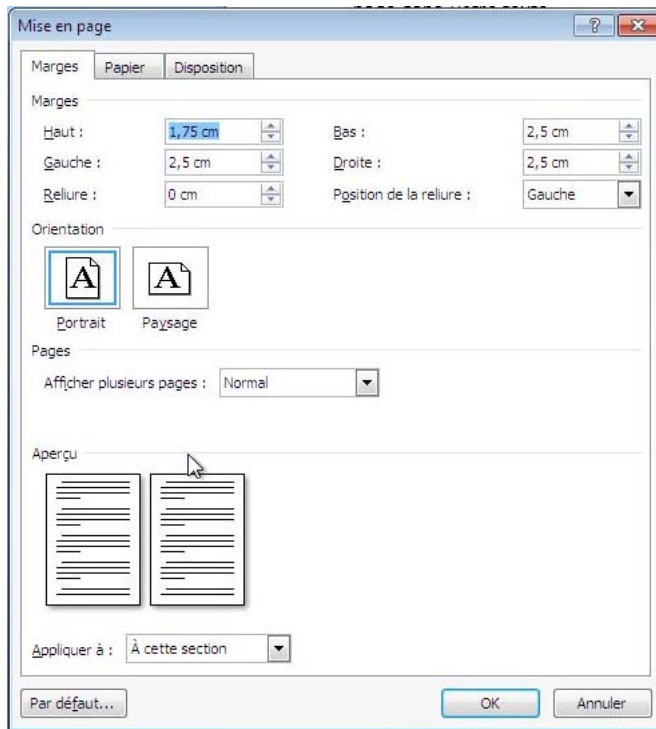 Mise en page
Marges Papier Disposition
Marges
Haut : 1,75 cm Bas : 2,5 cm
Gauche : 2,5 cm Droite : 2,5 cm
Reliure : 0 cm Position de la reliure : Gauche
Orientation
A A
Portrait Paysage
Pages
Afficher plusieurs pages : Normal
Aperçu
Appliquer à : À cette section
Par défaut... OK Annuler